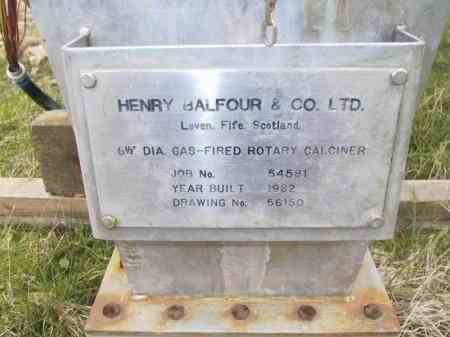 HENRY BALFOUR & CO. LTD.
Leven, Fife, Scotland.
6½" DIA. GAS-FIRED ROTARY CALCINER
JOB No. 54591
YEAR BUILT 1982
DRAWING No. 56150